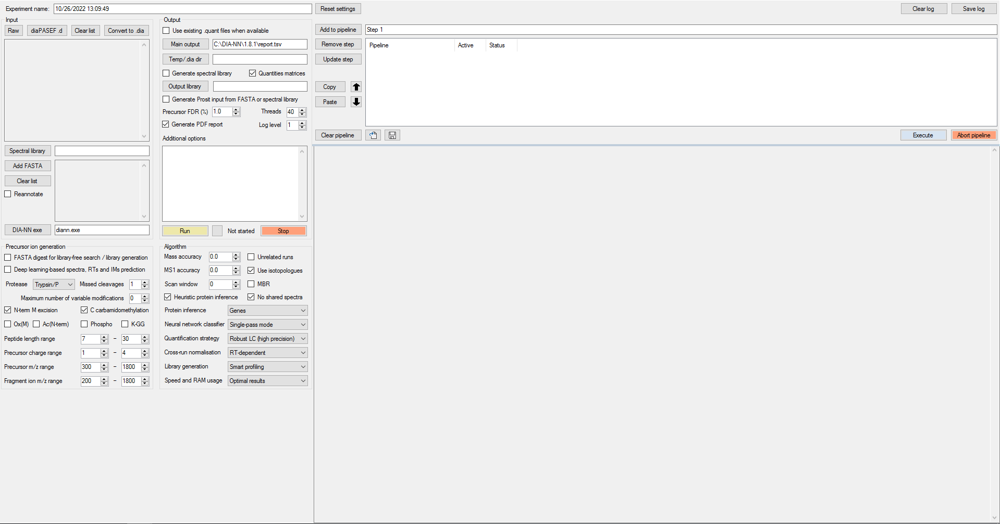 Experiment name: 10/26/2022 13:09:49 Reset settings Clear log Save log
Input
Raw diaPASEF .d Clear list Convert to .dia
Spectral library
Add FASTA
Clear list
Reannotate
DIA-NN exe diann.exe
Output
Use existing .quant files when available
Main output C:\DIA-NN\1.8.1\report.tsv
Temp/.dia dir
Generate spectral library Quantities matrices
Output library
Generate Prosit input from FASTA or spectral library
Precursor FDR (%) 1.0 Threads 40
Generate PDF report Log level 1
Additional options
Run Not started Stop
Precursor ion generation
FASTA digest for library-free search / library generation
Deep learning-based spectra, RTs and IMs prediction
Protease Trypsin/P Missed cleavages 1
Maximum number of variable modifications 0
N-term M excision C carbamidomethylation
Ox(M) Ac(N-term) Phospho K-GG
Peptide length range 7 - 30
Precursor charge range 1 - 4
Precursor m/z range 300 - 1800
Fragment ion m/z range 200 - 1800
Algorithm
Mass accuracy 0.0 Unrelated runs
MS1 accuracy 0.0 Use isotopologues
Scan window 0 MBR
Heuristic protein inference No shared spectra
Protein inference Genes
Neural network classifier Single-pass mode
Quantification strategy Robust LC (high precision)
Cross-run normalisation RT-dependent
Library generation Smart profiling
Speed and RAM usage Optimal results
Add to pipeline Step 1
Remove step Pipeline Active Status
Update step
Copy
Paste
Clear pipeline Execute Abort pipeline